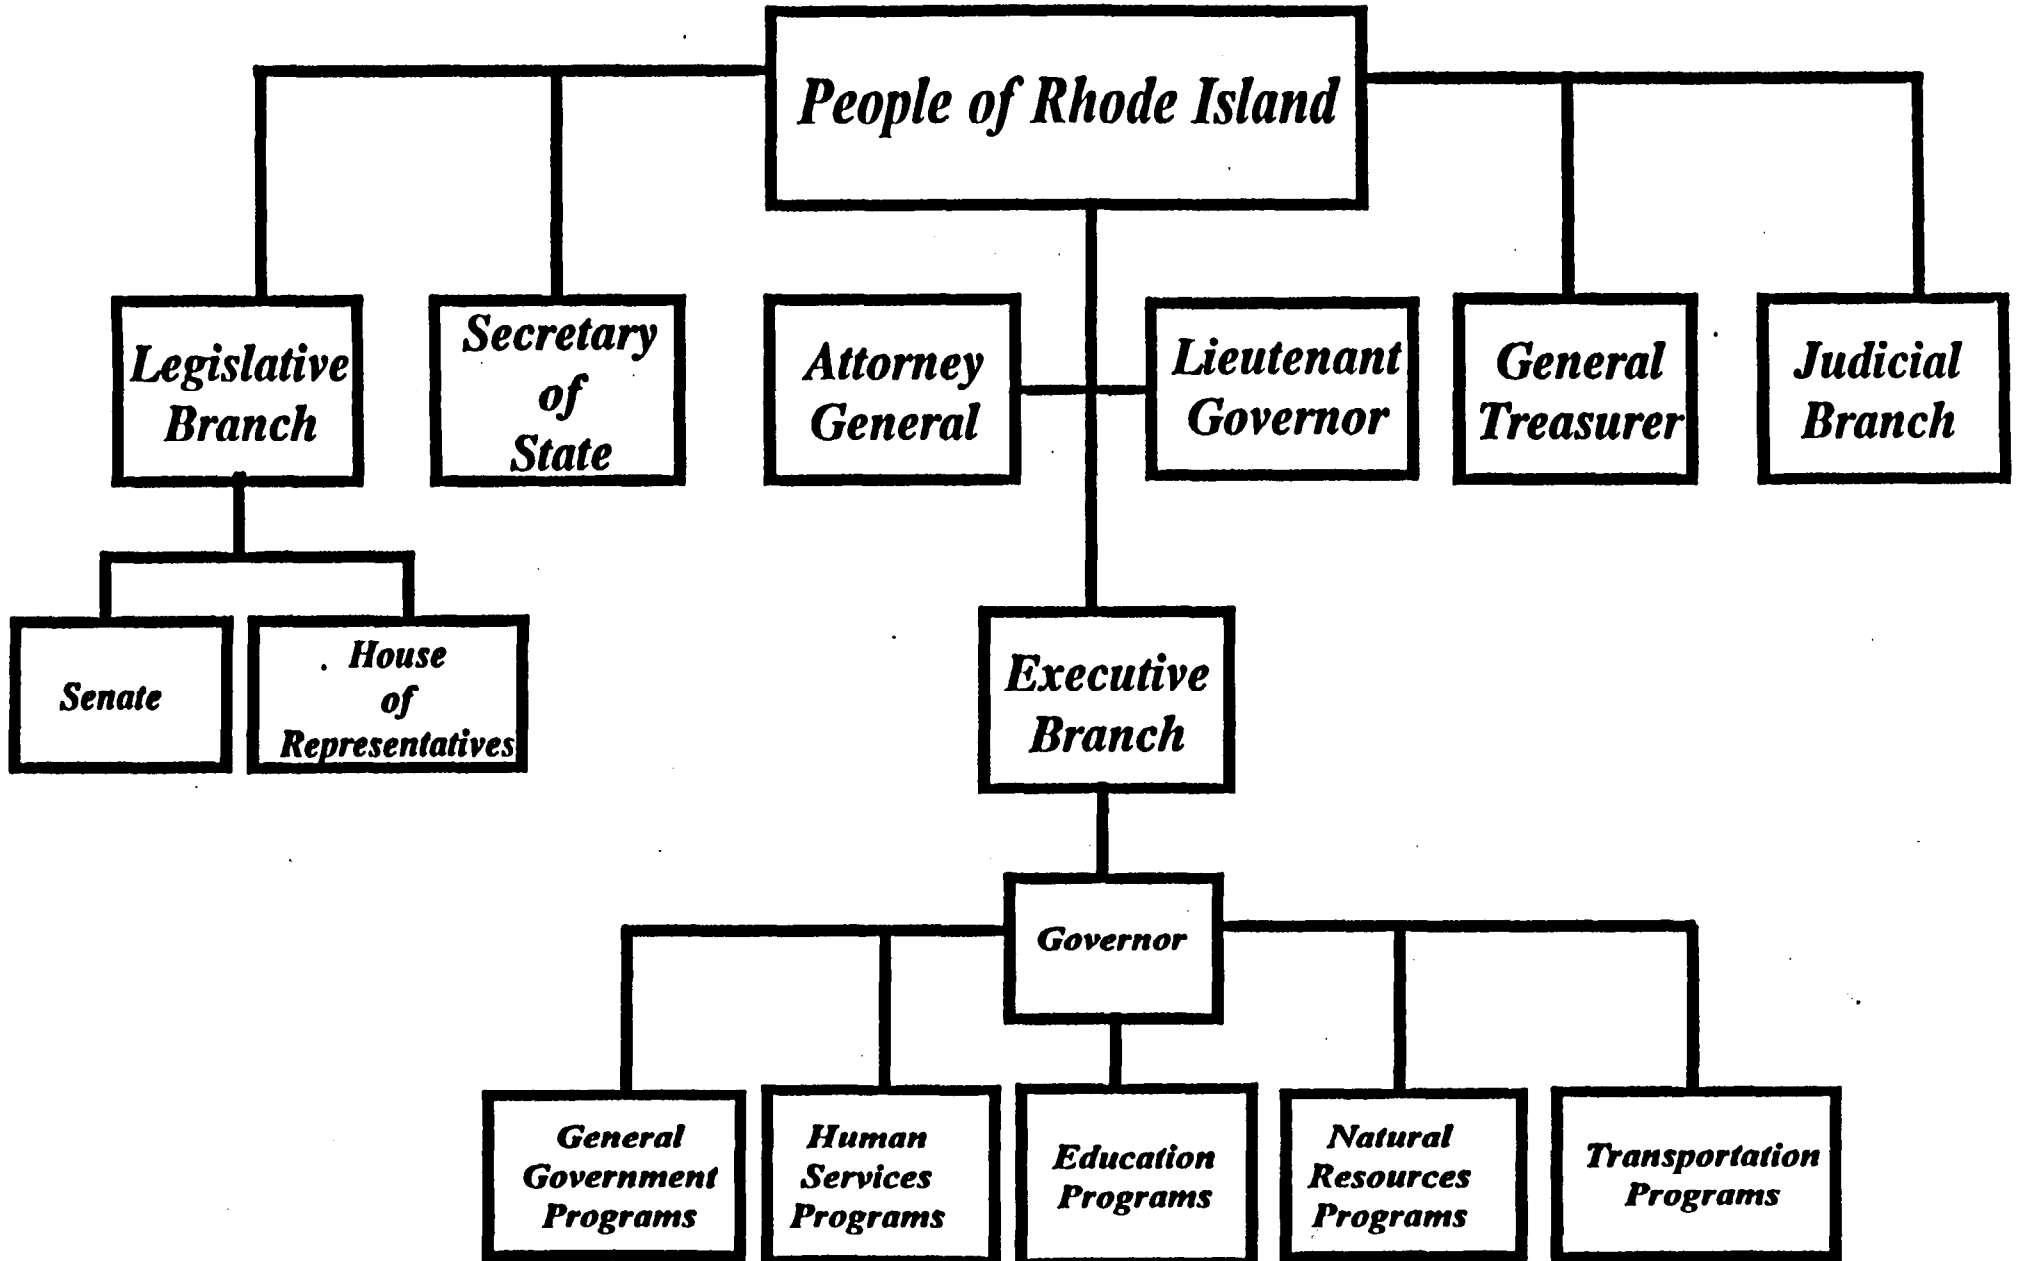 People of Rhode Island
Legislative
Branch
Secretary
of
State
Attorney
General
Lieutenant
Governor
General
Treasurer
Judicial
Branch
Senate
House
of
Representatives
Executive
Branch
Governor
General
Government
Programs
Human
Services
Programs
Education
Programs
Natural
Resources
Programs
Transportation
Programs